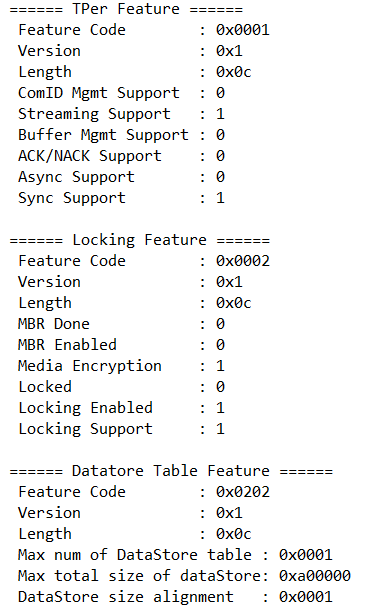 ====== TPer Feature ======
Feature Code : 0x0001
Version : 0x1
Length : 0x0c
ComID Mgmt Support : 0
Streaming Support : 1
Buffer Mgmt Support : 0
ACK/NACK Support : 0
Async Support : 0
Sync Support : 1
====== Locking Feature ======
Feature Code : 0x0002
Version : 0x1
Length : 0x0c
MBR Done : 0
MBR Enabled : 0
Media Encryption : 1
Locked : 0
Locking Enabled : 1
Locking Support : 1
====== Datatore Table Feature ======
Feature Code : 0x0202
Version : 0x1
Length : 0x0c
Max num of DataStore table : 0x0001
Max total size of dataStore: 0xa00000
DataStore size alignment : 0x0001